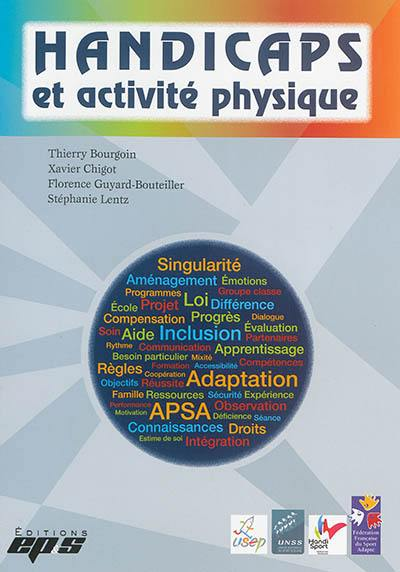 HANDICAPS
et activité physique
Thierry Bourgoin
Xavier Chigot
Florence Guyard-Bouteiller
Stéphanie Lentz
Singularité
Aménagement Émotions
Programmes Groupe classe
École Projet Loi Différence
Compensation Progrès Dialogue
Soin Aide Inclusion Évaluation
Partenaires
Rythme Communication Apprentissage
Besoin particulier Mixité
Règles Formation Accessibilité Compétences
Coopération
Objectifs Réussite Adaptation
Famille Ressources Sécurité Expérience
Performance APSA Observation
Motivation Déficience Séance
Connaissances Droits
Estime de soi Intégration
ÉDITIONS
eps
usep
UNSS
Handi
Sport
Fédération
Française
du Sport
Adapté